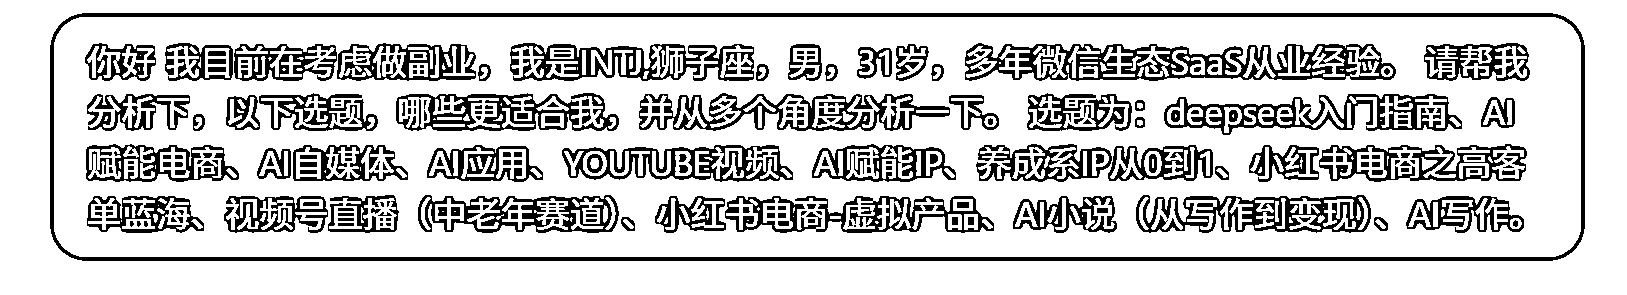 你好 我目前在考虑做副业，我是INTJ,狮子座，男，31岁，多年微信生态SaaS从业经验。 请帮我
分析下，以下选题，哪些更适合我，并从多个角度分析一下。 选题为：deepseek入门指南、AI
赋能电商、AI自媒体、AI应用、YOUTUBE视频、AI赋能IP、养成系IP从0到1、小红书电商之高客
单蓝海、视频号直播（中老年赛道）、小红书电商-虚拟产品、AI小说（从写作到变现）、AI写作。